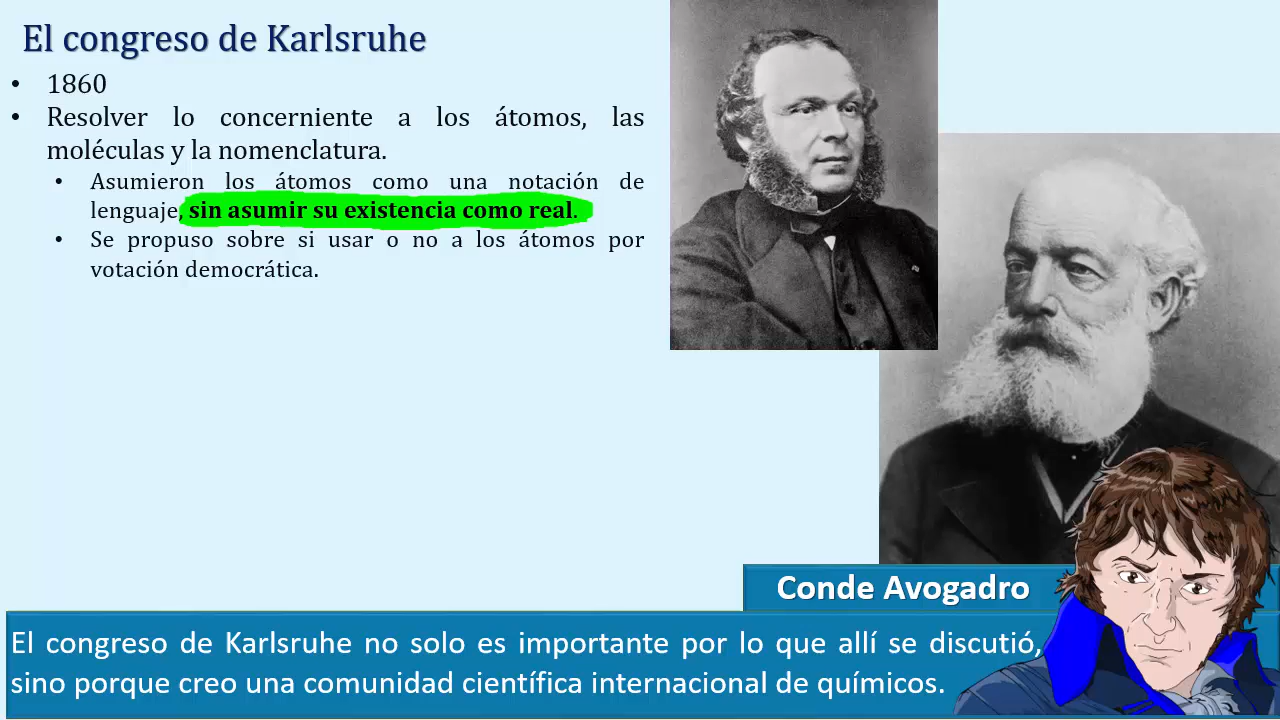 El congreso de Karlsruhe
• 1860
• Resolver lo concerniente a los átomos, las
moléculas y la nomenclatura.
• Asumieron los átomos como una notación de
lenguaje, sin asumir su existencia como real.
• Se propuso sobre si usar o no a los átomos por
votación democrática.
Conde Avogadro
El congreso de Karlsruhe no solo es importante por lo que allí se discutió,
sino porque creo una comunidad científica internacional de químicos.